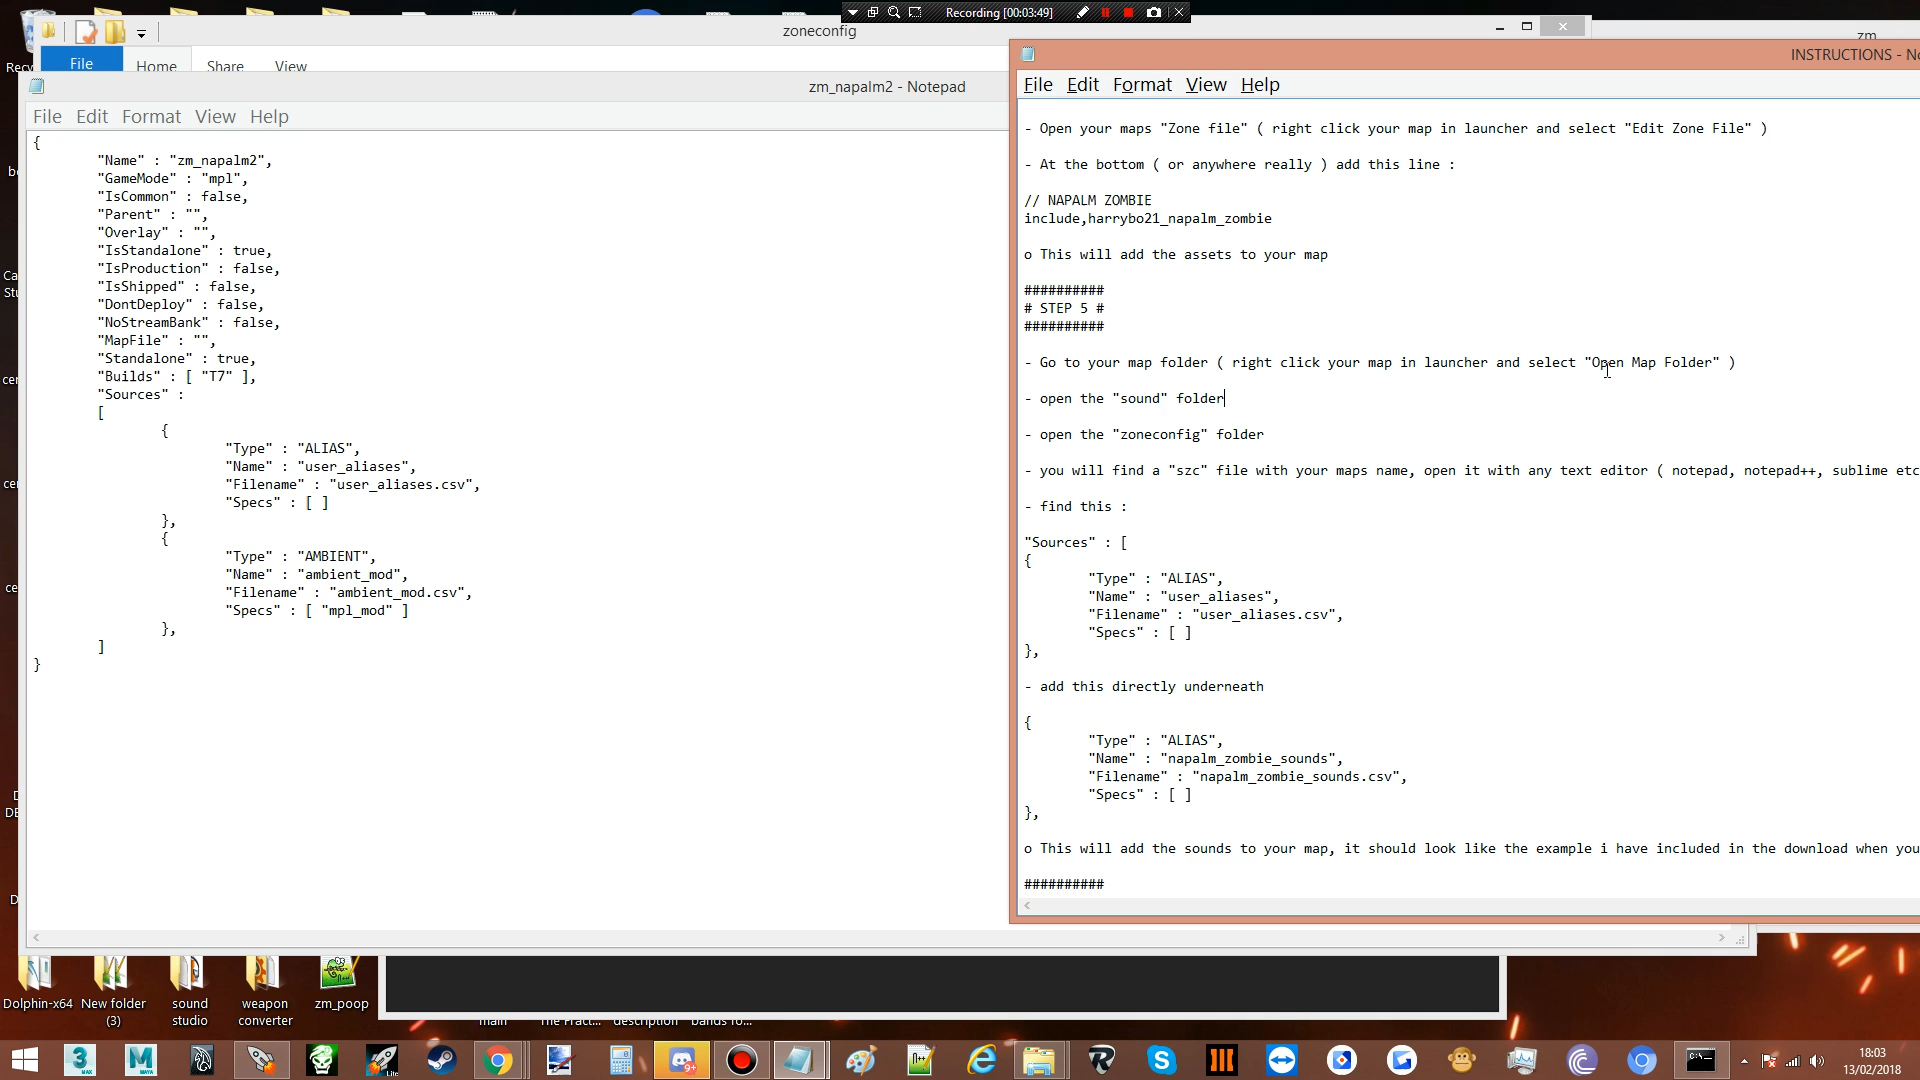 Recording [00:03:49]
zoneconfig
zm
File Home Share View
INSTRUCTIONS - No
zm_napalm2 - Notepad
File Edit Format View Help
{
"Name" : "zm_napalm2",
"GameMode" : "mpl",
"IsCommon" : false,
"Parent" : "",
"Overlay" : "",
"IsStandalone" : true,
"IsProduction" : false,
"IsShipped" : false,
"DontDeploy" : false,
"NoStreamBank" : false,
"MapFile" : "",
"Standalone" : true,
"Builds" : [ "T7" ],
"Sources" :
[
{
"Type" : "ALIAS",
"Name" : "user_aliases",
"Filename" : "user_aliases.csv",
"Specs" : [ ]
},
{
"Type" : "AMBIENT",
"Name" : "ambient_mod",
"Filename" : "ambient_mod.csv",
"Specs" : [ "mpl_mod" ]
},
]
}
File Edit Format View Help
- Open your maps "Zone file" ( right click your map in launcher and select "Edit Zone File" )
- At the bottom ( or anywhere really ) add this line :
// NAPALM ZOMBIE
include,harrybo21_napalm_zombie
o This will add the assets to your map
##########
# STEP 5 #
##########
- Go to your map folder ( right click your map in launcher and select "Open Map Folder" )
- open the "sound" folder
- open the "zoneconfig" folder
- you will find a "szc" file with your maps name, open it with any text editor ( notepad, notepad++, sublime etc
- find this :
"Sources" : [
{
"Type" : "ALIAS",
"Name" : "user_aliases",
"Filename" : "user_aliases.csv",
"Specs" : [ ]
},
- add this directly underneath
{
"Type" : "ALIAS",
"Name" : "napalm_zombie_sounds",
"Filename" : "napalm_zombie_sounds.csv",
"Specs" : [ ]
},
o This will add the sounds to your map, it should look like the example i have included in the download when you
##########
Dolphin-x64
New folder
(3)
sound
studio
weapon
converter
zm_poop
18:03
13/02/2018